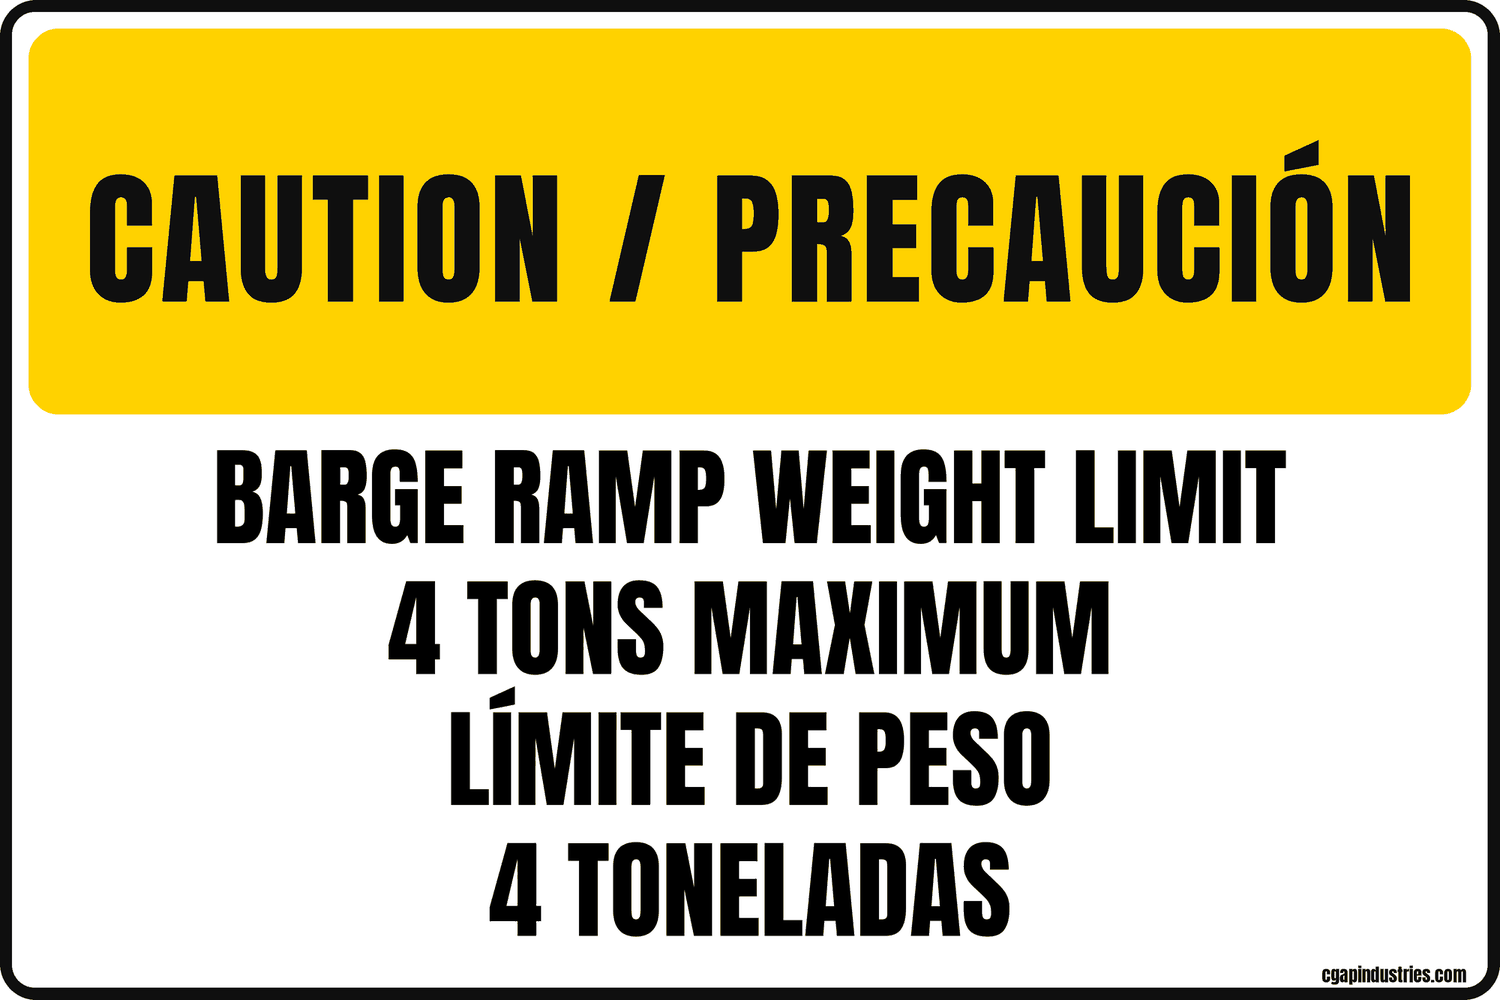 CAUTION / PRECAUCIÓN
BARGE RAMP WEIGHT LIMIT
4 TONS MAXIMUM
LÍMITE DE PESO
4 TONELADAS
cgapindustries.com